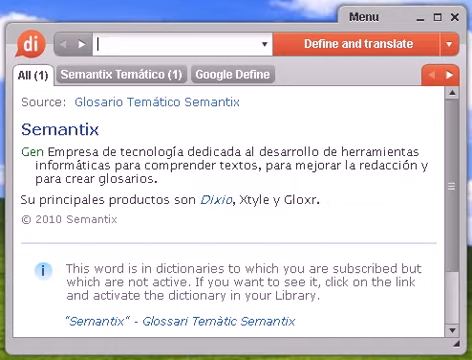 Menu
di
Define and translate
All (1)
Semantix Temático (1)
Google Define
Source: Glosario Temático Semantix
Semantix
Gen Empresa de tecnología dedicada al desarrollo de herramientas
informáticas para comprender textos, para mejorar la redacción y
para crear glosarios.
Su principales productos son Dixio, Xtyle y Gloxr.
© 2010 Semantix
i
This word is in dictionaries to which you are subscribed but
which are not active. If you want to see it, click on the link
and activate the dictionary in your Library.
"Semantix" - Glossari Temàtic Semantix